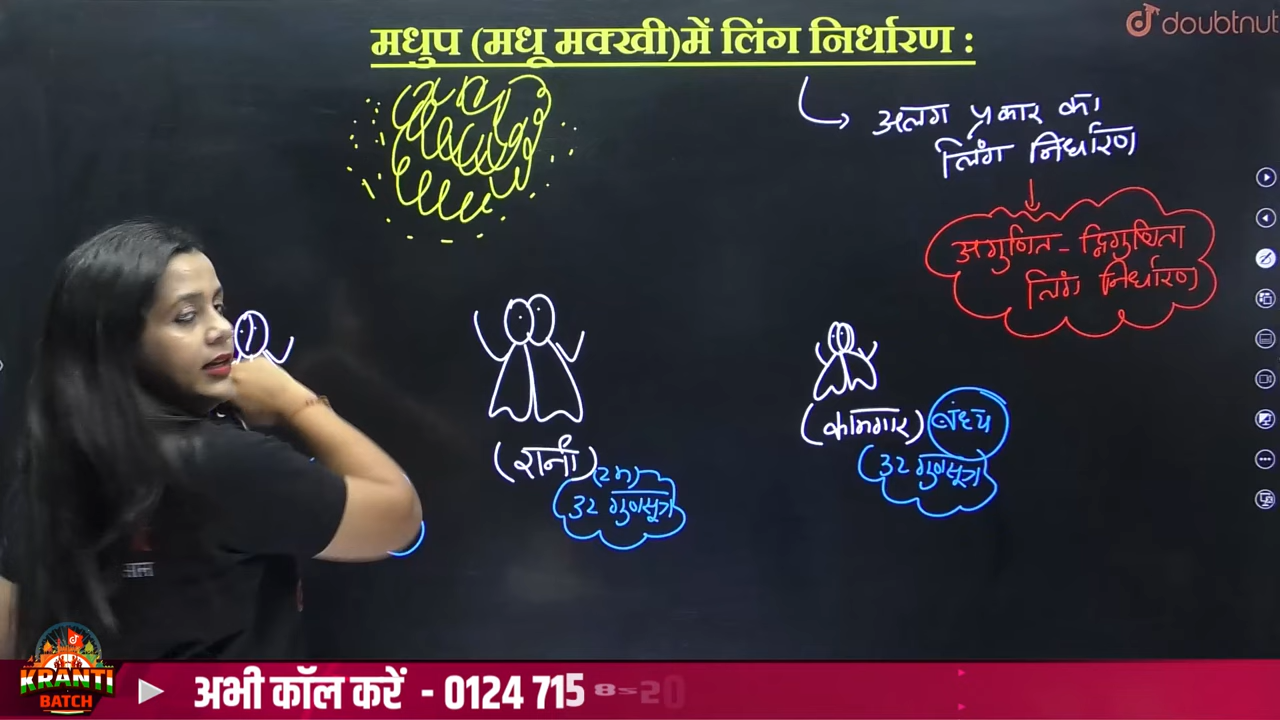 doubtnut
मधुप (मधू मक्खी)में लिंग निर्धारण :
अलग प्रकार का
लिंग निर्धारण
अगुणित - द्विगुणिता
लिंग निर्धारण
(रानी)
(2n)
32 गुणसूत्र
(कामगार) बंध्य
32 गुणसूत्र
KRANTI
BATCH
अभी कॉल करें - 0124 715